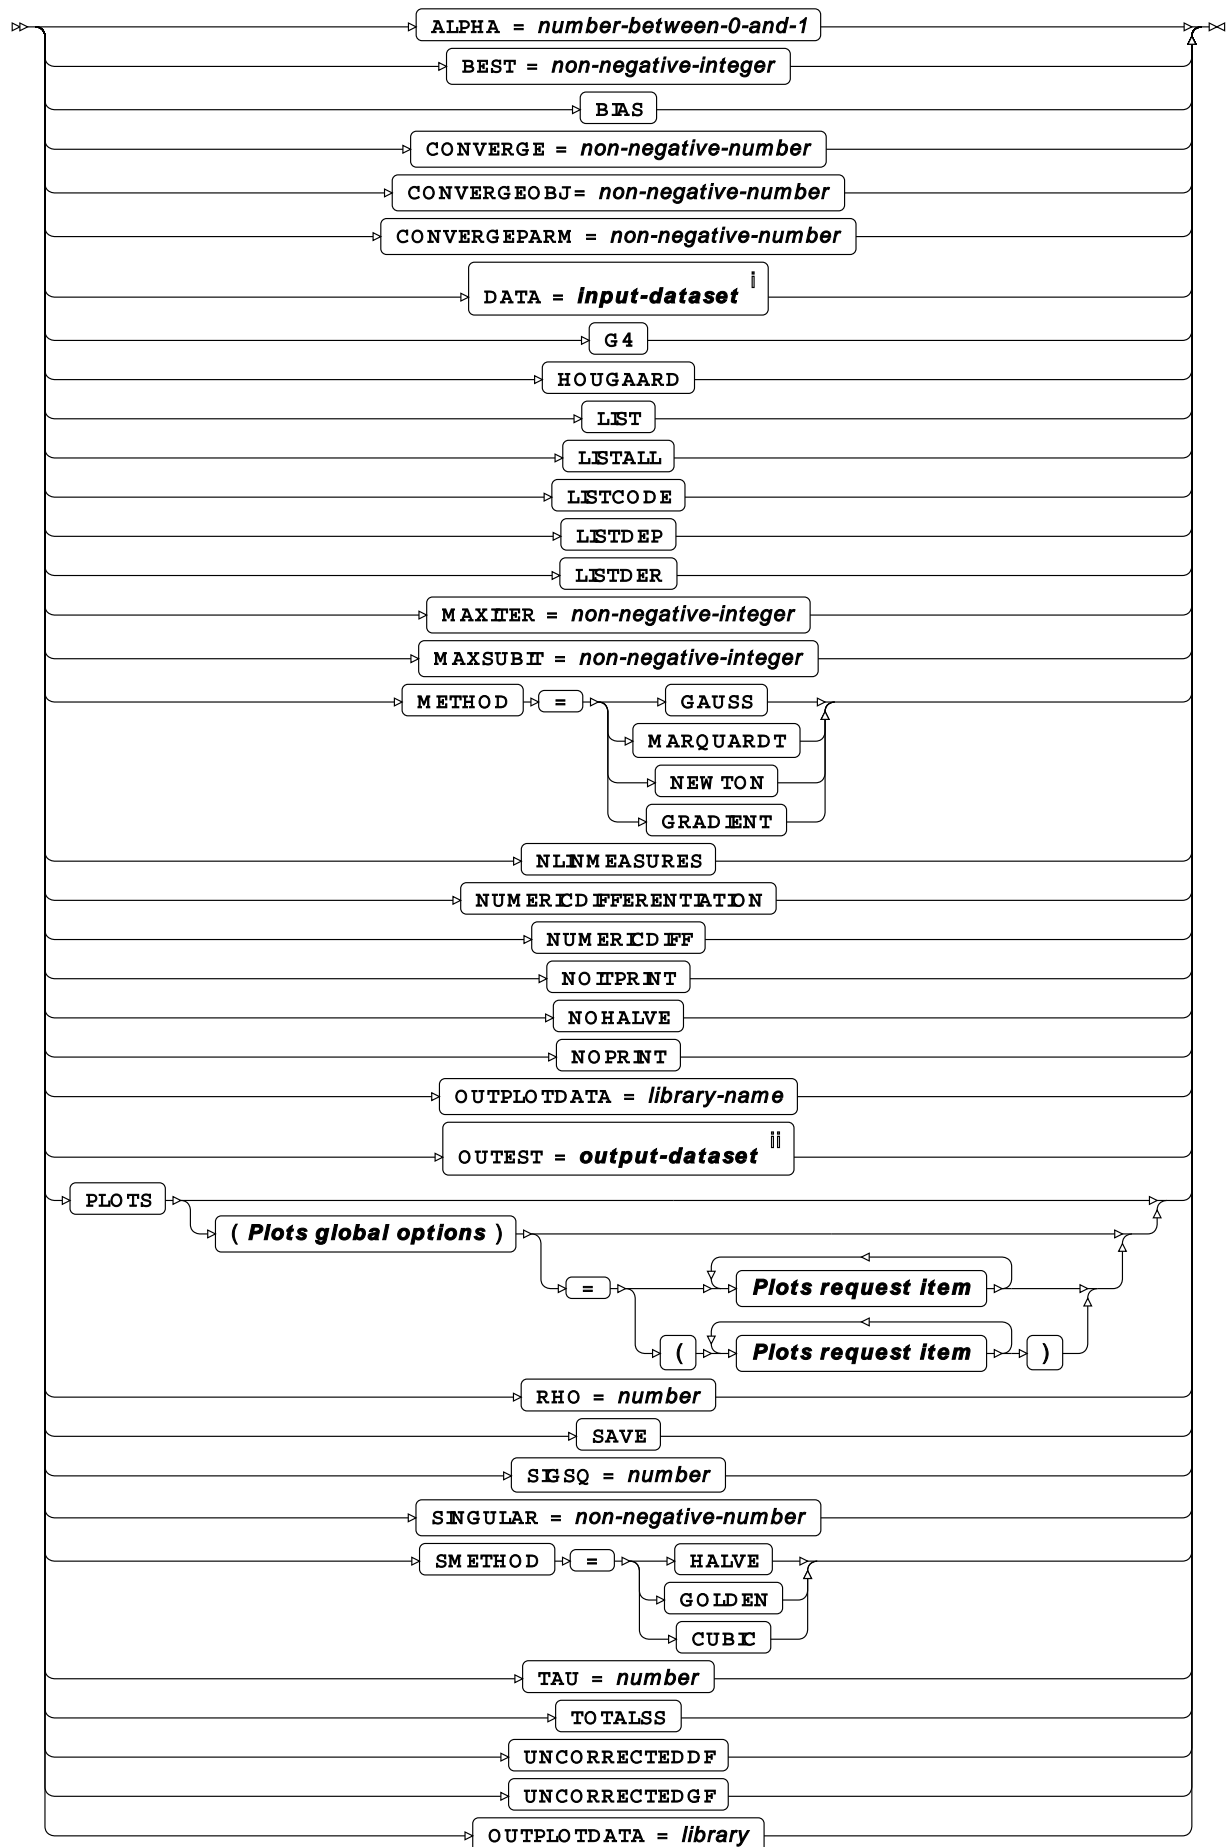 ALPHA = number-between-0-and-1
BEST = non-negative-integer
BIAS
CONVERGE = non-negative-number
CONVERGEOBJ= non-negative-number
CONVERGEPARM = non-negative-number
DATA = input-dataset i
G4
HOUGAARD
LIST
LISTALL
LISTCODE
LISTDEP
LISTDER
MAXITER = non-negative-integer
MAXSUBIT = non-negative-integer
METHOD = GAUSS
MARQUARDT
NEWTON
GRADIENT
NLINMEASURES
NUMERICDIFFERENTIATION
NUMERICDIFF
NOITPRINT
NOHALVE
NOPRINT
OUTPLOTDATA = library-name
OUTEST = output-dataset ii
PLOTS
( Plots global options )
= Plots request item
( Plots request item )
RHO = number
SAVE
SIGSQ = number
SINGULAR = non-negative-number
SMETHOD = HALVE
GOLDEN
CUBIC
TAU = number
TOTALSS
UNCORRECTEDDF
UNCORRECTEDGF
OUTPLOTDATA = library